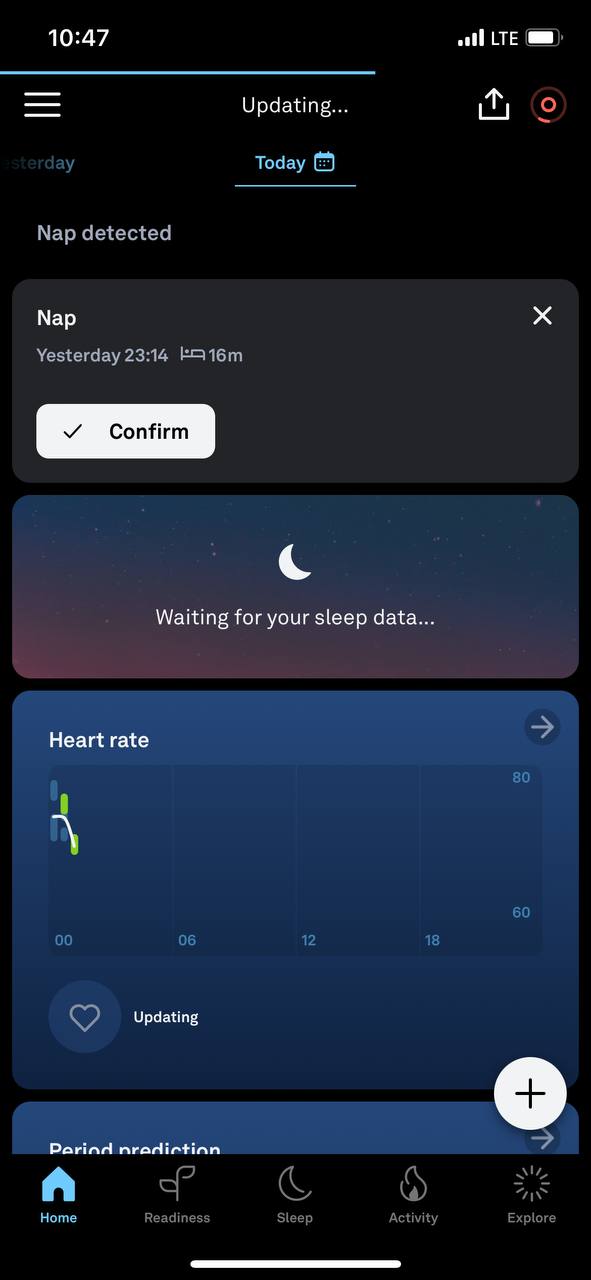 10:47
LTE
Updating...
esterday
Today
Nap detected
Nap
Yesterday 23:14 16m
Confirm
Waiting for your sleep data...
Heart rate
80
60
00 06 12 18
Updating
Period prediction
Home Readiness Sleep Activity Explore